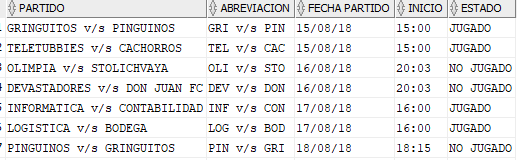 PARTIDO ABREVIACION FECHA PARTIDO INICIO ESTADO
GRINGUITOS v/s PINGUINOS GRI v/s PIN 15/08/18 15:00 JUGADO
TELETUBBIES v/s CACHORROS TEL v/s CAC 15/08/18 15:00 JUGADO
OLIMPIA v/s STOLICHVAYA OLI v/s STO 16/08/18 20:03 NO JUGADO
DEVASTADORES v/s DON JUAN FC DEV v/s DON 16/08/18 20:03 NO JUGADO
INFORMATICA v/s CONTABILIDAD INF v/s CON 17/08/18 16:00 JUGADO
LOGISTICA v/s BODEGA LOG v/s BOD 17/08/18 16:00 JUGADO
7 PINGUINOS v/s GRINGUITOS PIN v/s GRI 18/08/18 18:15 NO JUGADO